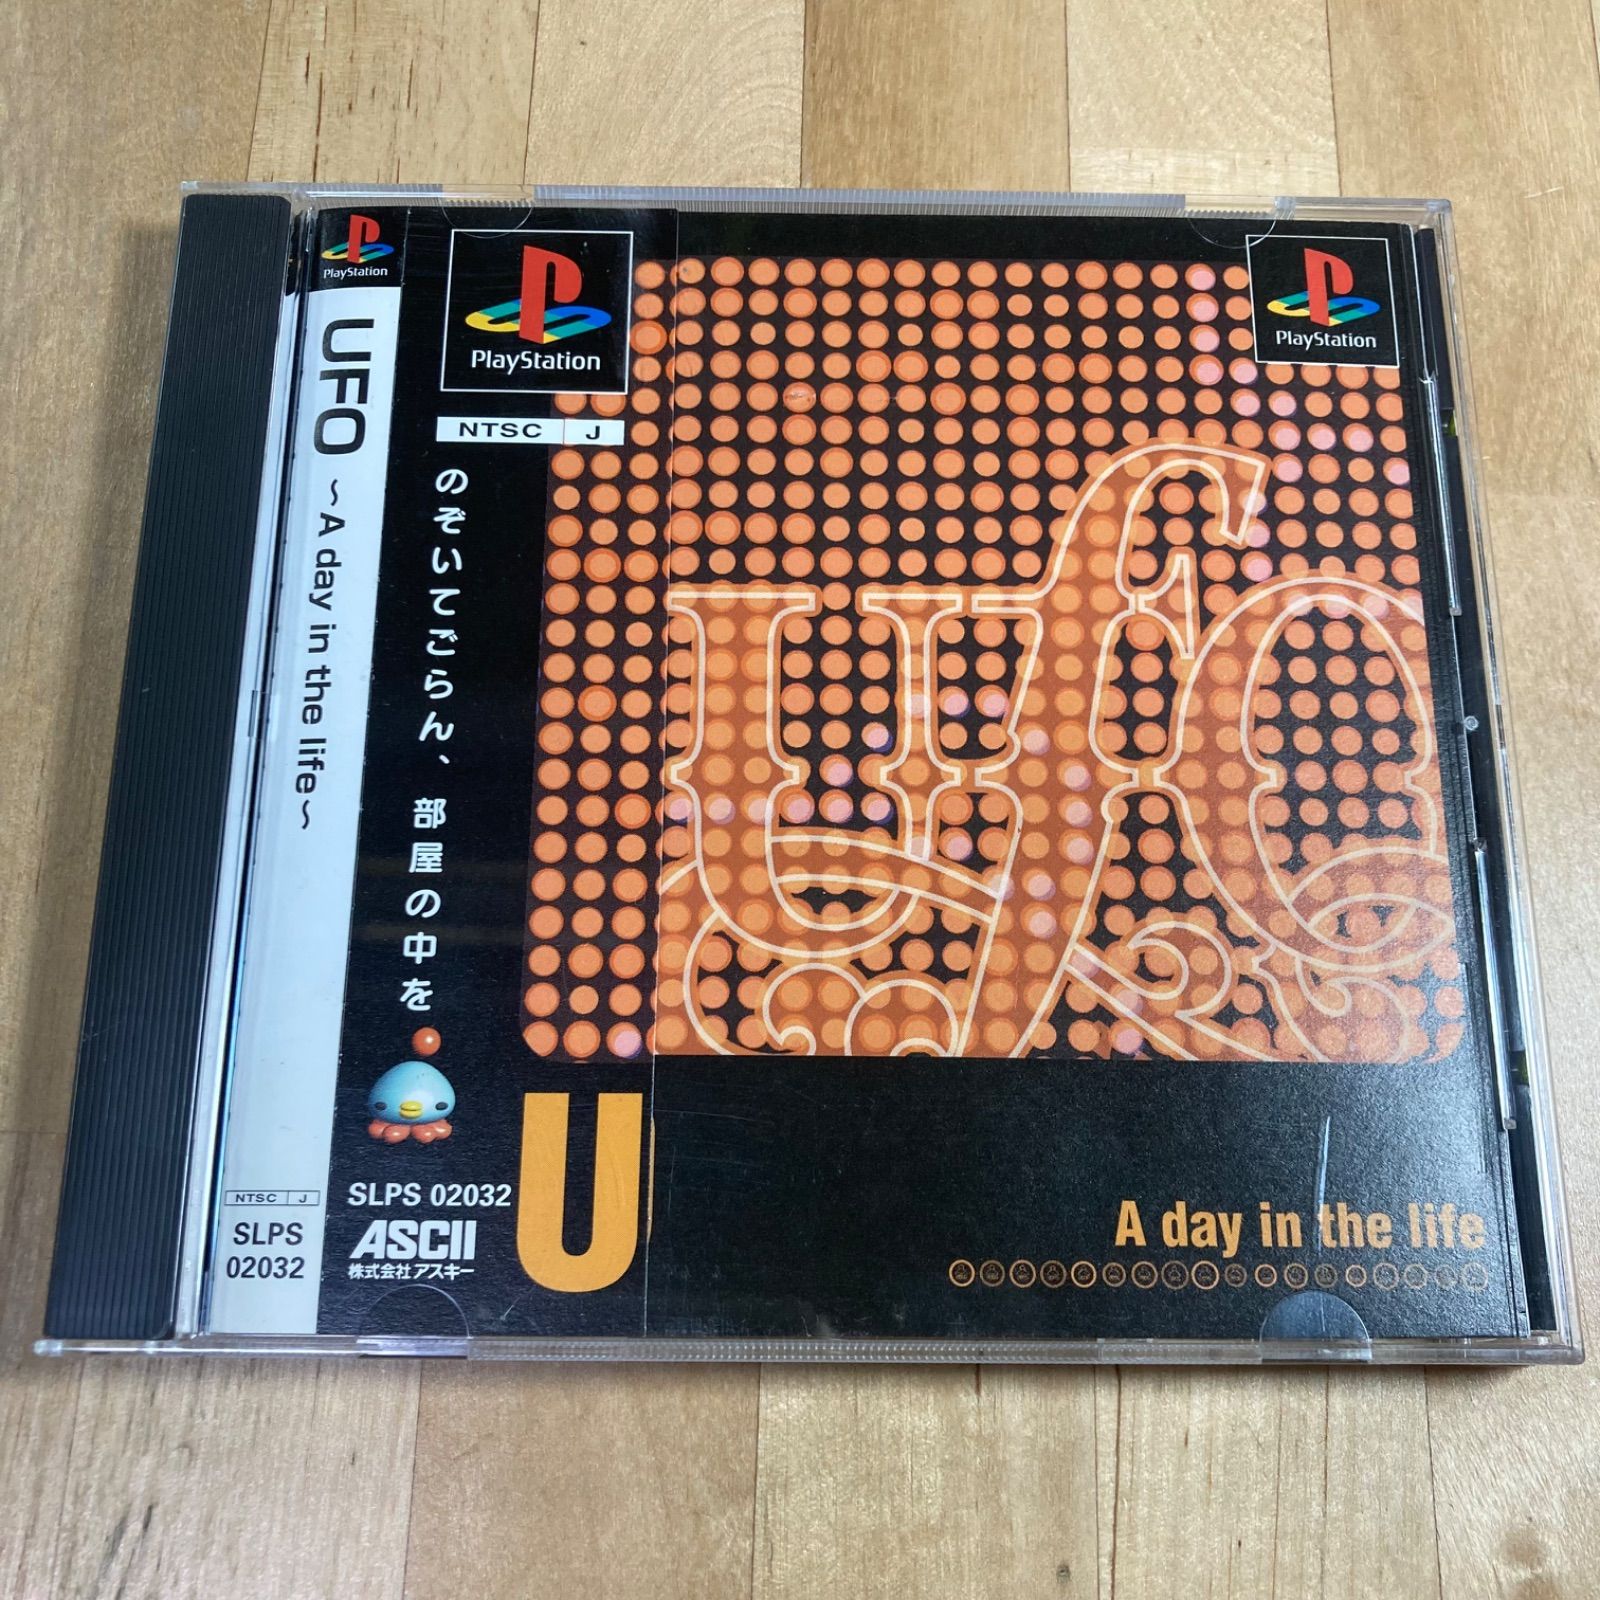 PlayStation
UFO ～A day in the life～
NTSC J
SLPS
02032
PlayStation
NTSC J
のぞいてごらん、部屋の中を
SLPS 02032
ASCII
株式会社アスキー
U
PlayStation
ufo
A day in the life